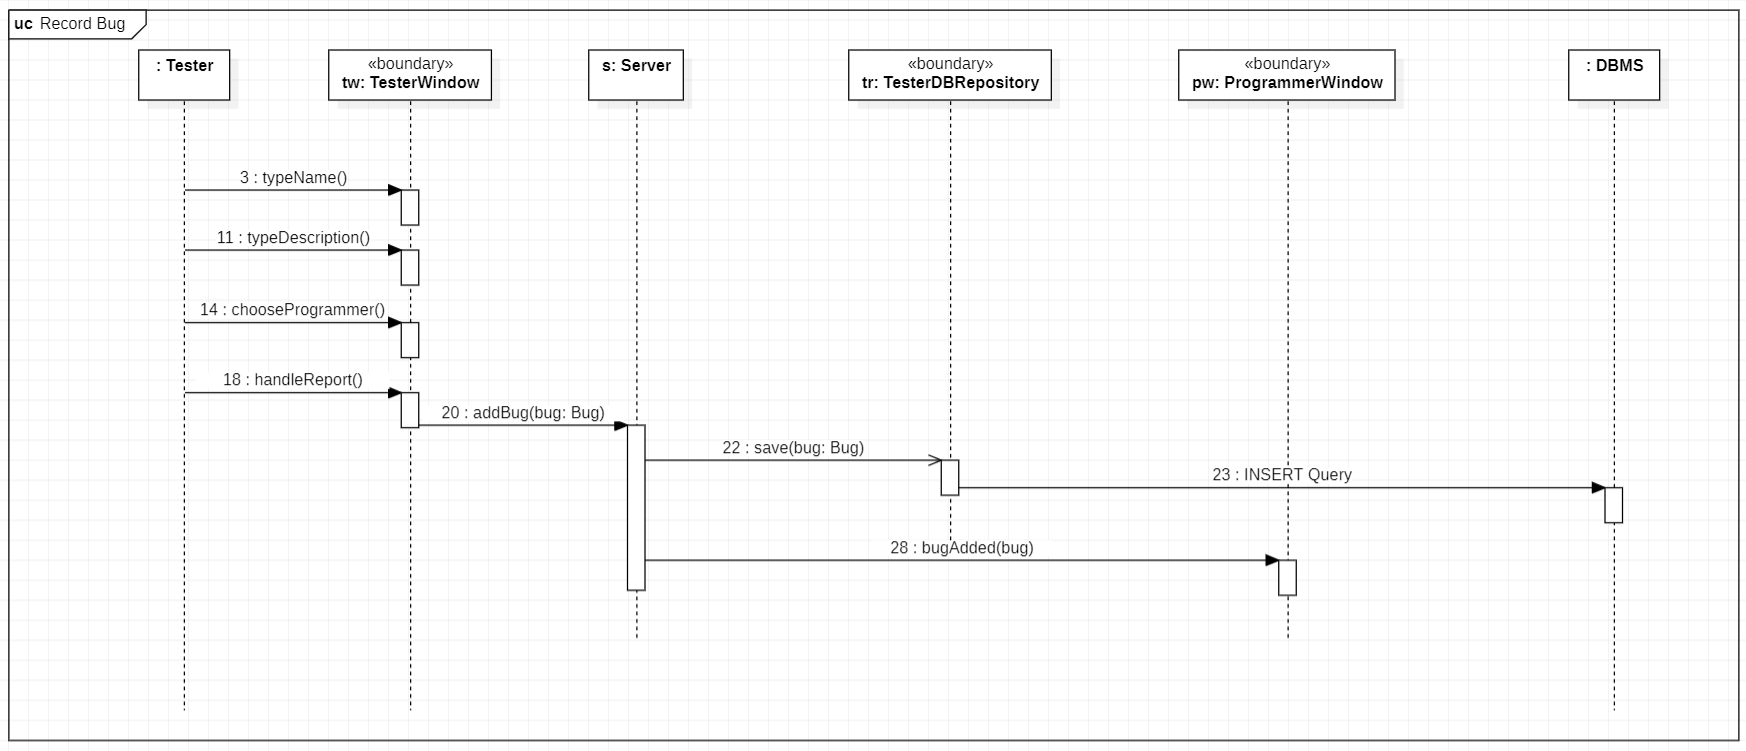 uc Record Bug
: Tester
«boundary»
tw: TesterWindow
s: Server
«boundary»
tr: TesterDBRepository
«boundary»
pw: ProgrammerWindow
: DBMS
3 : typeName()
11 : typeDescription()
14 : chooseProgrammer()
18 : handleReport()
20 : addBug(bug: Bug)
22 : save(bug: Bug)
23 : INSERT Query
28 : bugAdded(bug)